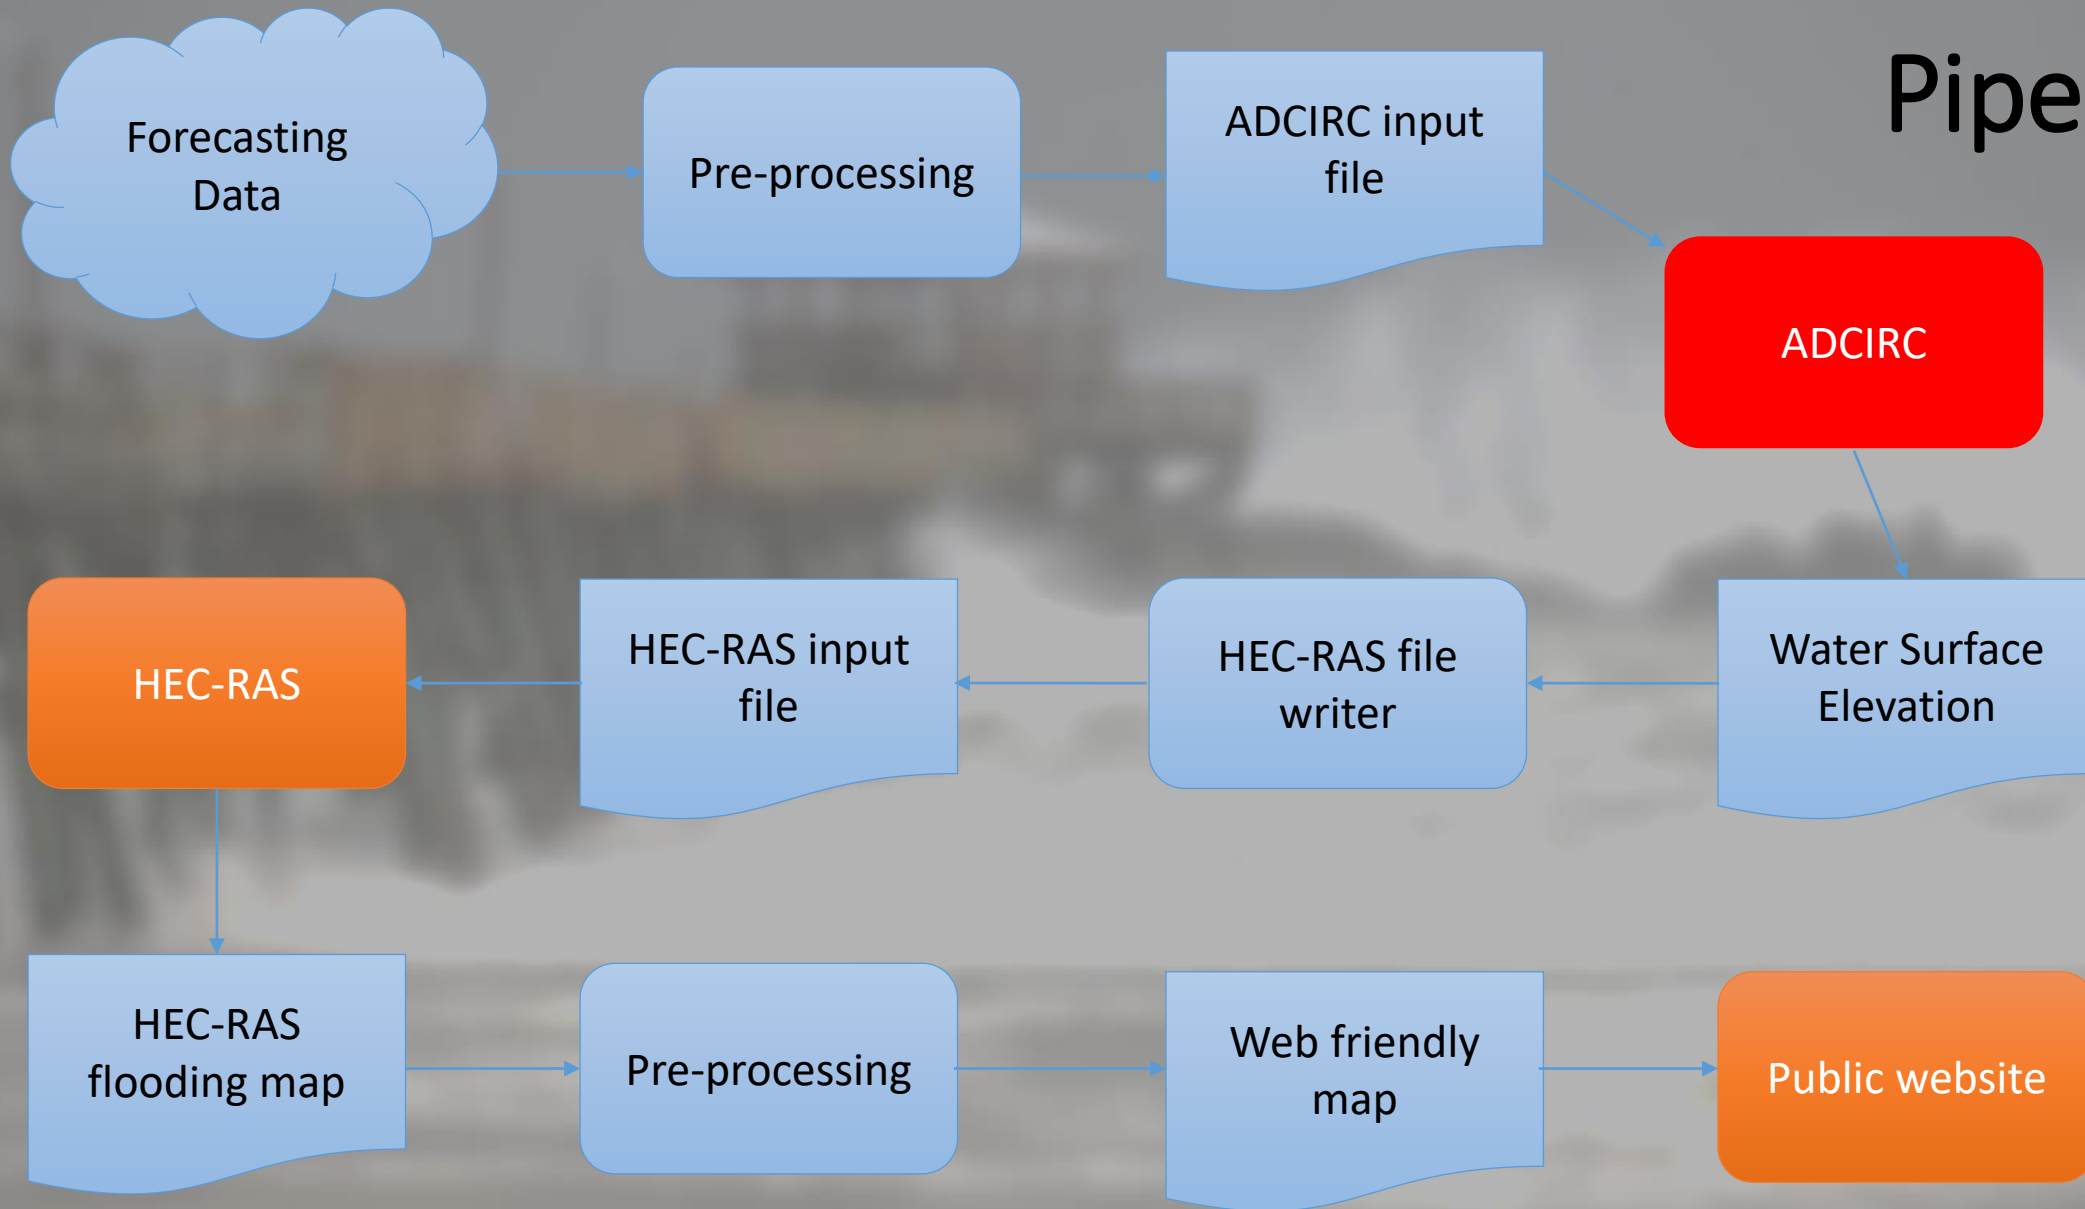 Pipe
Forecasting
Data
Pre-processing
ADCIRC input
file
ADCIRC
Water Surface
Elevation
HEC-RAS file
writer
HEC-RAS input
file
HEC-RAS
HEC-RAS
flooding map
Pre-processing
Web friendly
map
Public website